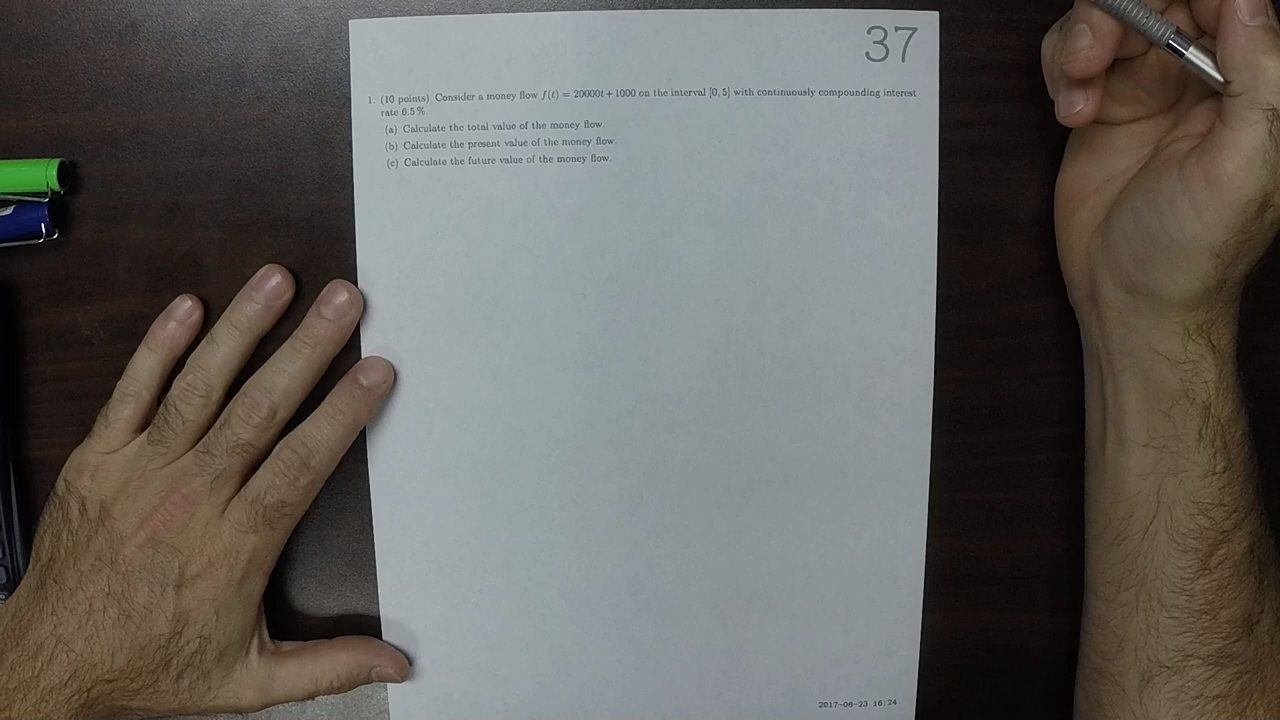 37
1. (10 points) Consider a money flow f(t) = 20000t + 1000 on the interval [0, 5] with continuously compounding interest
rate 6.5%.
(a) Calculate the total value of the money flow.
(b) Calculate the present value of the money flow.
(c) Calculate the future value of the money flow.
2017-06-23 16:24